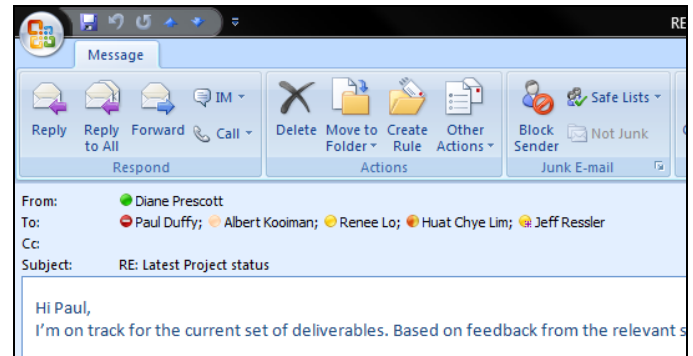 RE
Message
Reply
Reply to All
Forward
IM
Call
Respond
Delete
Move to Folder
Create Rule
Other Actions
Actions
Block Sender
Safe Lists
Not Junk
Junk E-mail
From: Diane Prescott
To: Paul Duffy; Albert Kooiman; Renee Lo; Huat Chye Lim; Jeff Ressler
Cc:
Subject: RE: Latest Project status
Hi Paul,
I'm on track for the current set of deliverables. Based on feedback from the relevant s